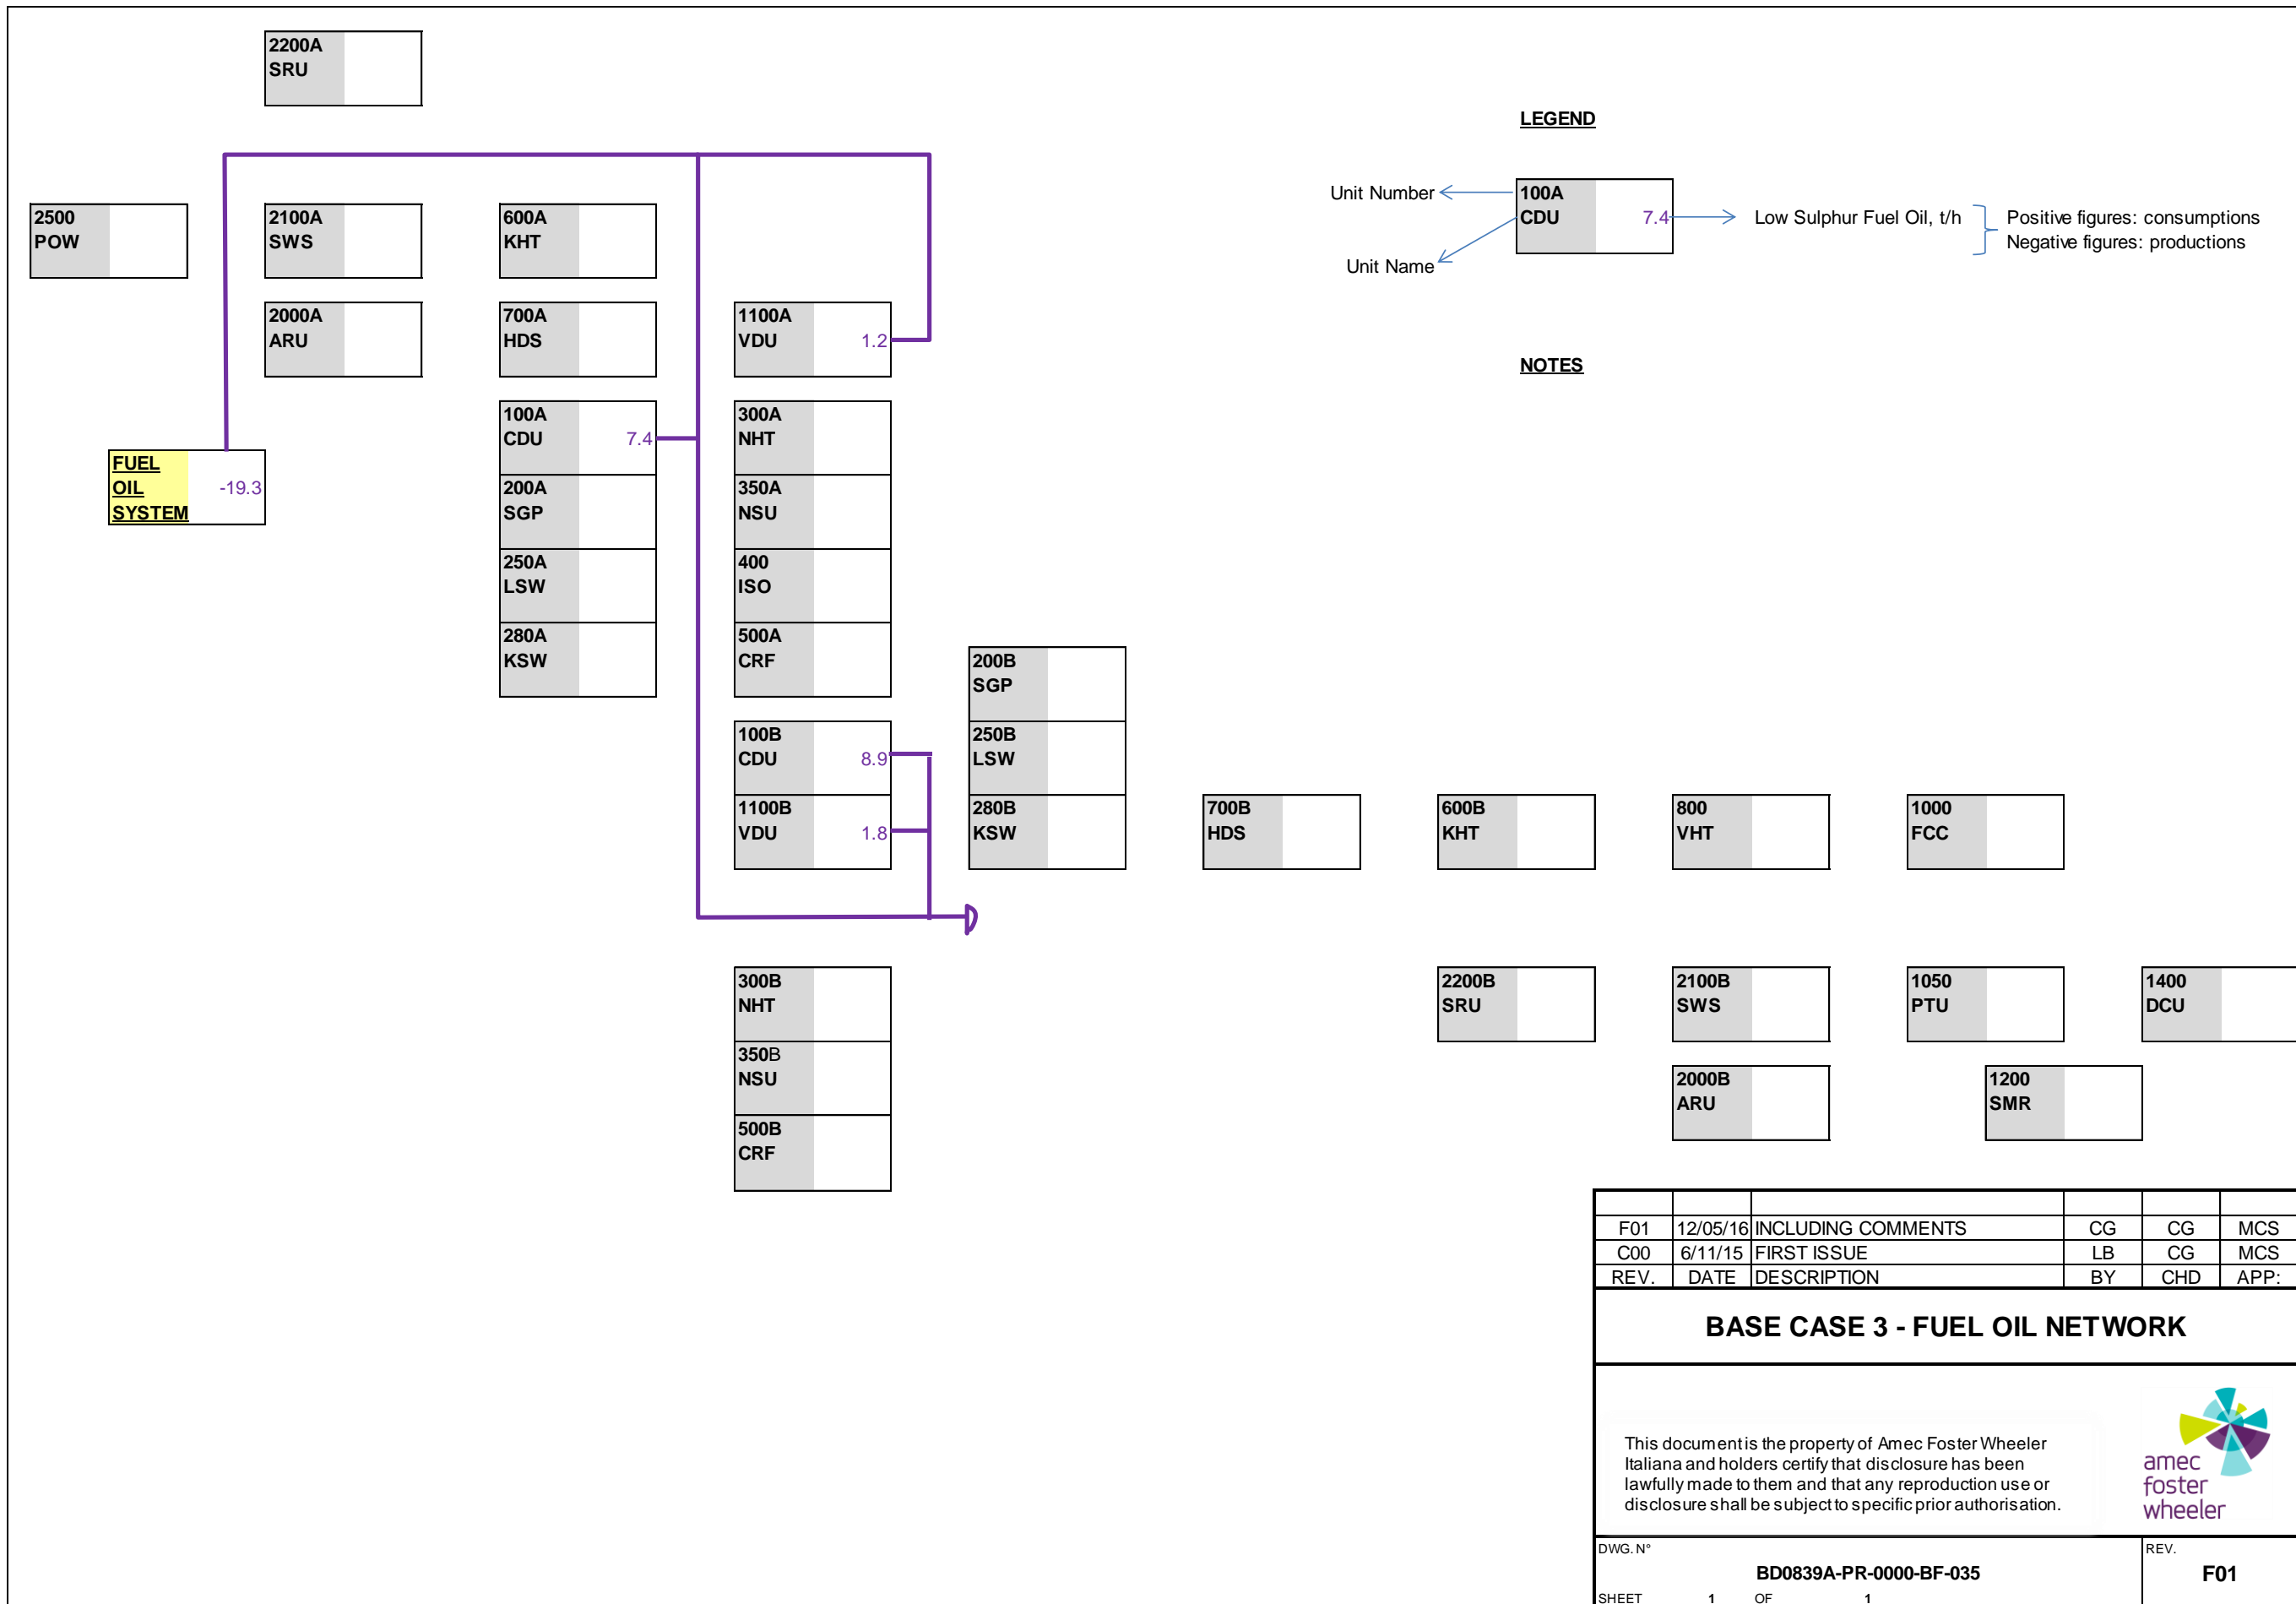 2200A
SRU
LEGEND
Unit Number
100A
CDU 7.4
Low Sulphur Fuel Oil, t/h
Positive figures: consumptions
Negative figures: productions
Unit Name
2500
POW
2100A
SWS
600A
KHT
2000A
ARU
700A
HDS
1100A
VDU 1.2
NOTES
100A
CDU 7.4
300A
NHT
FUEL
OIL -19.3
SYSTEM
200A
SGP
350A
NSU
250A
LSW
400
ISO
280A
KSW
500A
CRF
200B
SGP
100B
CDU 8.9
250B
LSW
1100B
VDU 1.8
280B
KSW
700B
HDS
600B
KHT
800
VHT
1000
FCC
300B
NHT
2200B
SRU
2100B
SWS
1050
PTU
1400
DCU
350B
NSU
2000B
ARU
1200
SMR
500B
CRF
F01 12/05/16 INCLUDING COMMENTS CG CG MCS
C00 6/11/15 FIRST ISSUE LB CG MCS
REV. DATE DESCRIPTION BY CHD APP:
BASE CASE 3 - FUEL OIL NETWORK
This document is the property of Amec Foster Wheeler
Italiana and holders certify that disclosure has been
lawfully made to them and that any reproduction use or
disclosure shall be subject to specific prior authorisation.
amec
foster
wheeler
DWG. N°
BD0839A-PR-0000-BF-035
REV.
F01
SHEET 1 OF 1